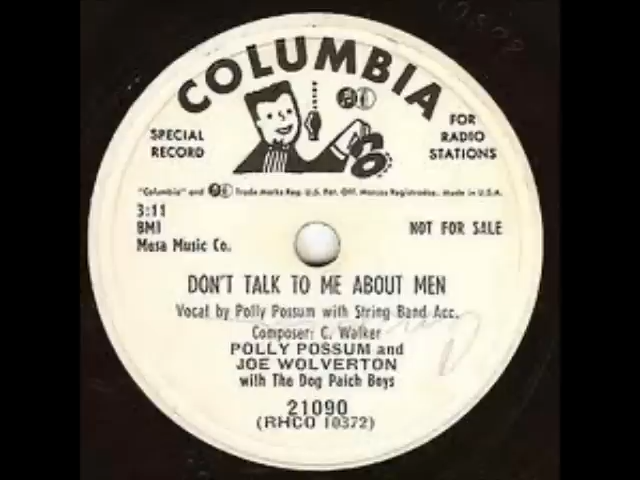 COLUMBIA
SPECIAL RECORD
FOR RADIO STATIONS
"Columbia" and Trade Marks Reg. U.S. Pat. Off. Marcas Registradas. Made in U.S.A.
3:11
BMI
Mesa Music Co.
NOT FOR SALE
DON'T TALK TO ME ABOUT MEN
Vocal by Polly Possum with String Band Acc.
Composer: C. Walker
POLLY POSSUM and
JOE WOLVERTON
with The Dog Patch Boys
21090
(RHCO 10372)